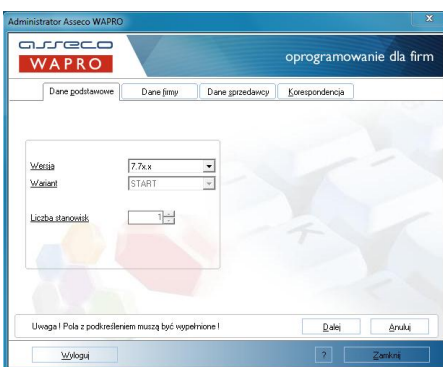 Administrator Asseco WAPRO
x
asseco
WAPRO
oprogramowanie dla firm
Dane podstawowe Dane firmy Dane sprzedawcy Korespondencja
Wersja 7.7x.x
Wariant START
Liczba stanowisk 1
Uwaga ! Pola z podkreśleniem muszą być wypełnione ! Dalej Anuluj
Wyloguj ? Zamknij